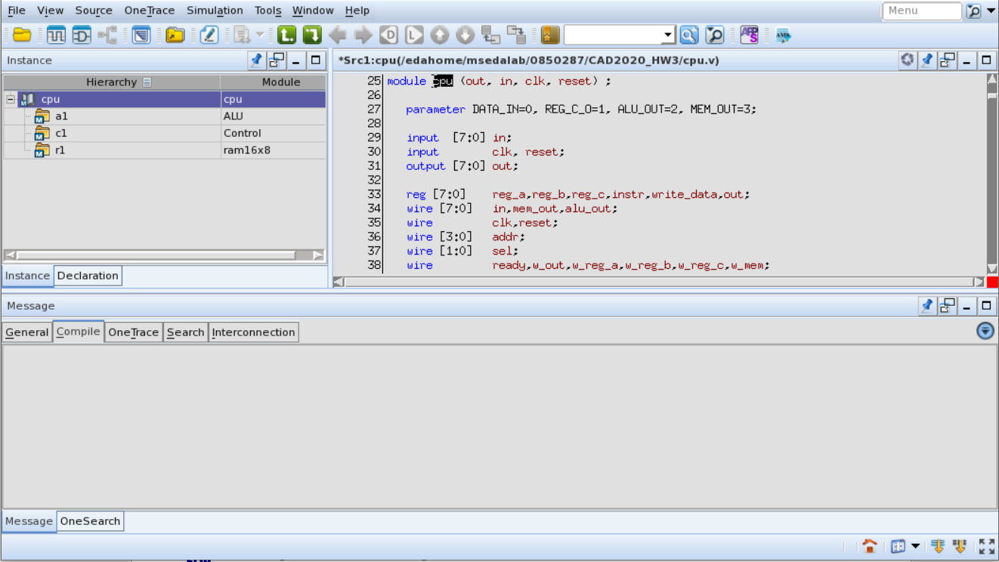 File View Source OneTrace Simulation Tools Window Help Menu
Instance
Hierarchy Module
cpu cpu
a1 ALU
c1 Control
r1 ram16x8
Instance Declaration
*Src1:cpu(/edahome/msedalab/0850287/CAD2020_HW3/cpu.v)
25 module cpu (out, in, clk, reset) ;
26
27 parameter DATA_IN=0, REG_C_O=1, ALU_OUT=2, MEM_OUT=3;
28
29 input [7:0] in;
30 input clk, reset;
31 output [7:0] out;
32
33 reg [7:0] reg_a,reg_b,reg_c,instr,write_data,out;
34 wire [7:0] in,mem_out,alu_out;
35 wire clk,reset;
36 wire [3:0] addr;
37 wire [1:0] sel;
38 wire ready,w_out,w_reg_a,w_reg_b,w_reg_c,w_mem;
Message
General Compile OneTrace Search Interconnection
Message OneSearch